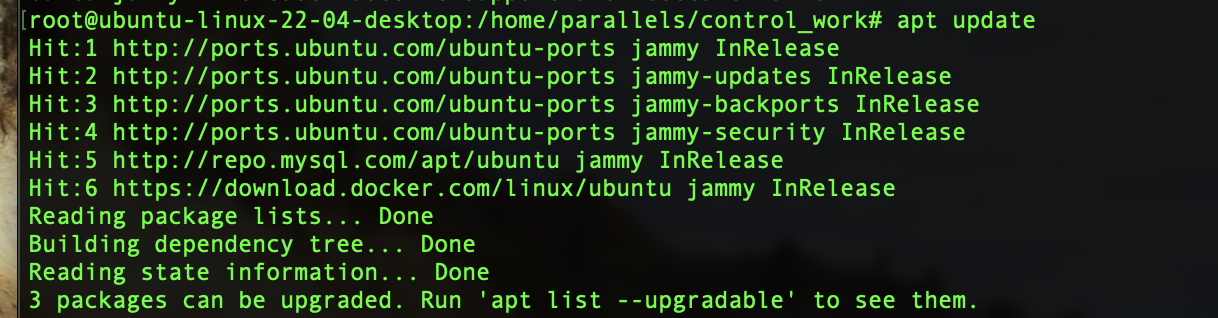 [root@ubuntu-linux-22-04-desktop:/home/parallels/control_work# apt update
Hit:1 http://ports.ubuntu.com/ubuntu-ports jammy InRelease
Hit:2 http://ports.ubuntu.com/ubuntu-ports jammy-updates InRelease
Hit:3 http://ports.ubuntu.com/ubuntu-ports jammy-backports InRelease
Hit:4 http://ports.ubuntu.com/ubuntu-ports jammy-security InRelease
Hit:5 http://repo.mysql.com/apt/ubuntu jammy InRelease
Hit:6 https://download.docker.com/linux/ubuntu jammy InRelease
Reading package lists... Done
Building dependency tree... Done
Reading state information... Done
3 packages can be upgraded. Run 'apt list --upgradable' to see them.